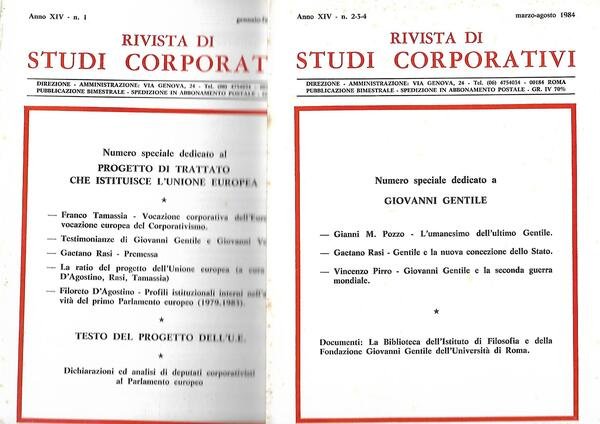 Anno XIV - n. 1
RIVISTA DI
STUDI CORPORAT
DIREZIONE - AMMINISTRAZIONE: VIA GENOVA, 24 - Tel. (06) 4754034 -
PUBBLICAZIONE BIMESTRALE - SPEDIZIONE IN ABBONAMENTO POSTALE -
Numero speciale dedicato al
PROGETTO DI TRATTATO
CHE ISTITUISCE L'UNIONE EUROPEA
*
— Franco Tamassia - Vocazione corporativa
vocazione europea del Corporativismo.
— Testimonianze di Giovanni Gentile e Giovanni
— Gaetano Rasi - Premessa
— La ratio del progetto dell'Unione europea (a
D'Agostino, Rasi, Tamassia)
— Filoreto D'Agostino - Profili istituzionali interni
vità del primo Parlamento europeo (1979-1983).
*
TESTO DEL PROGETTO DELL'U.E.
*
Dichiarazioni ed analisi di deputati corporativisti
al Parlamento europeo
Anno XIV - n. 2-3-4
marzo-agosto 1984
RIVISTA DI
STUDI CORPORATIVI
DIREZIONE - AMMINISTRAZIONE: VIA GENOVA, 24 - Tel. (06) 4754034 - 00184 ROMA
PUBBLICAZIONE BIMESTRALE - SPEDIZIONE IN ABBONAMENTO POSTALE - GR. IV 70%
Numero speciale dedicato a
GIOVANNI GENTILE
— Gianni M. Pozzo - L'umanesimo dell'ultimo Gentile.
— Gaetano Rasi - Gentile e la nuova concezione dello Stato.
— Vincenzo Pirro - Giovanni Gentile e la seconda guerra
mondiale.
*
Documenti: La Biblioteca dell'Istituto di Filosofia e della
Fondazione Giovanni Gentile dell'Università di Roma.